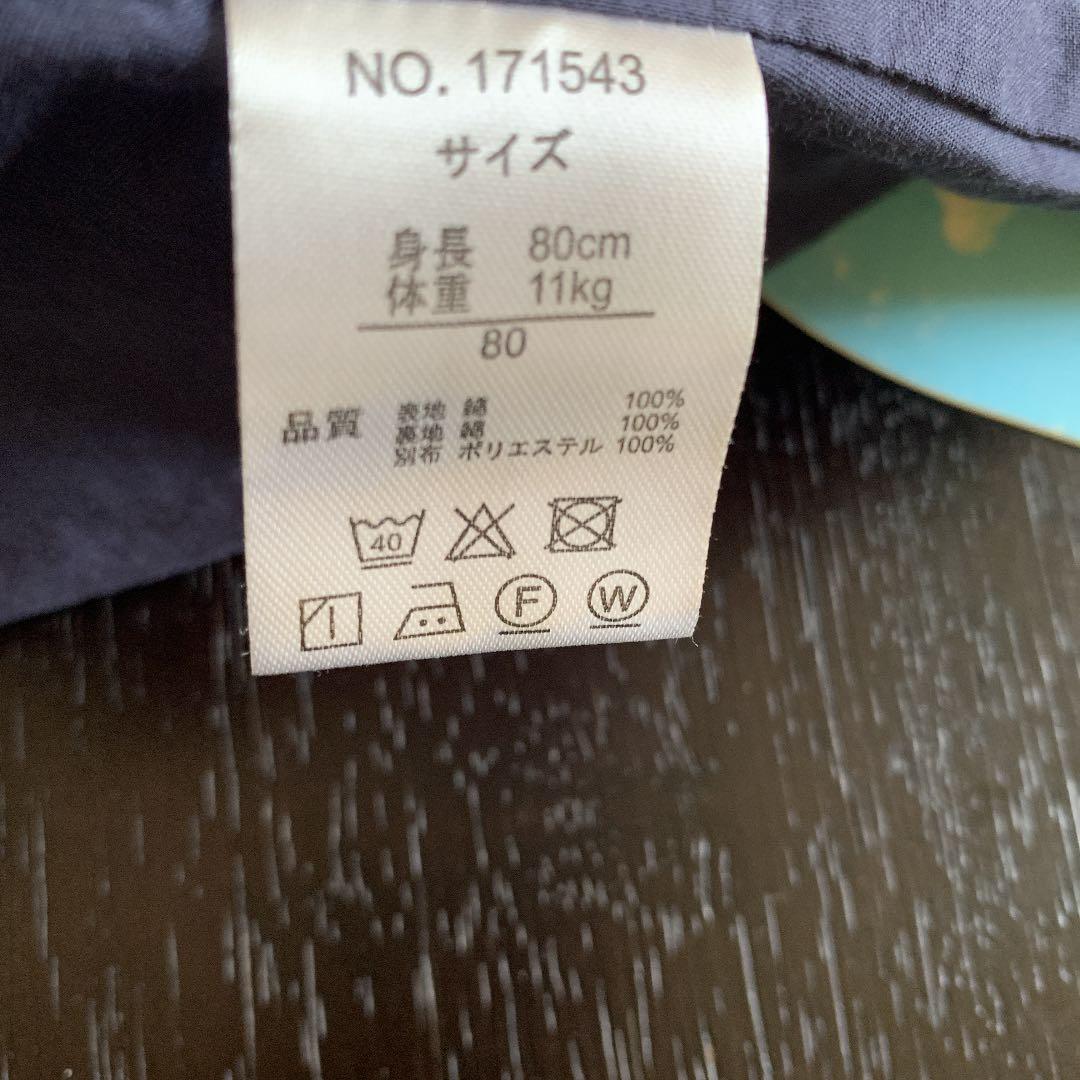 NO. 171543
サイズ
身長 80cm
体重 11kg
80
品質 表地 綿 100%
裏地 綿 100%
別布 ポリエステル 100%
40
F W